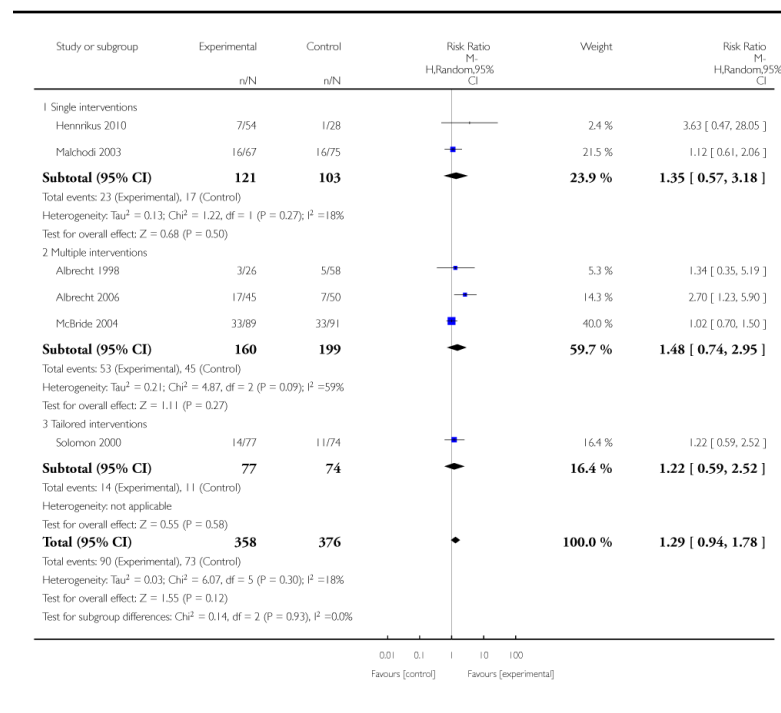 Study or subgroup Experimental Control Risk Ratio Weight Risk Ratio
M- M-
H,Random,95% H,Random,95%
n/N n/N CI CI
1 Single interventions
Hennrikus 2010 7/54 1/28 2.4 % 3.63 [ 0.47, 28.05 ]
Malchodi 2003 16/67 16/75 21.5 % 1.12 [ 0.61, 2.06 ]
Subtotal (95% CI) 121 103 23.9 % 1.35 [ 0.57, 3.18 ]
Total events: 23 (Experimental), 17 (Control)
Heterogeneity: Tau² = 0.13; Chi² = 1.22, df = 1 (P = 0.27); I² =18%
Test for overall effect: Z = 0.68 (P = 0.50)
2 Multiple interventions
Albrecht 1998 3/26 5/58 5.3 % 1.34 [ 0.35, 5.19 ]
Albrecht 2006 17/45 7/50 14.3 % 2.70 [ 1.23, 5.90 ]
McBride 2004 33/89 33/91 40.0 % 1.02 [ 0.70, 1.50 ]
Subtotal (95% CI) 160 199 59.7 % 1.48 [ 0.74, 2.95 ]
Total events: 53 (Experimental), 45 (Control)
Heterogeneity: Tau² = 0.21; Chi² = 4.87, df = 2 (P = 0.09); I² =59%
Test for overall effect: Z = 1.11 (P = 0.27)
3 Tailored interventions
Solomon 2000 14/77 11/74 16.4 % 1.22 [ 0.59, 2.52 ]
Subtotal (95% CI) 77 74 16.4 % 1.22 [ 0.59, 2.52 ]
Total events: 14 (Experimental), 11 (Control)
Heterogeneity: not applicable
Test for overall effect: Z = 0.55 (P = 0.58)
Total (95% CI) 358 376 100.0 % 1.29 [ 0.94, 1.78 ]
Total events: 90 (Experimental), 73 (Control)
Heterogeneity: Tau² = 0.03; Chi² = 6.07, df = 5 (P = 0.30); I² =18%
Test for overall effect: Z = 1.55 (P = 0.12)
Test for subgroup differences: Chi² = 0.14, df = 2 (P = 0.93), I² =0.0%
0.01 0.1 1 10 100
Favours [control] Favours [experimental]